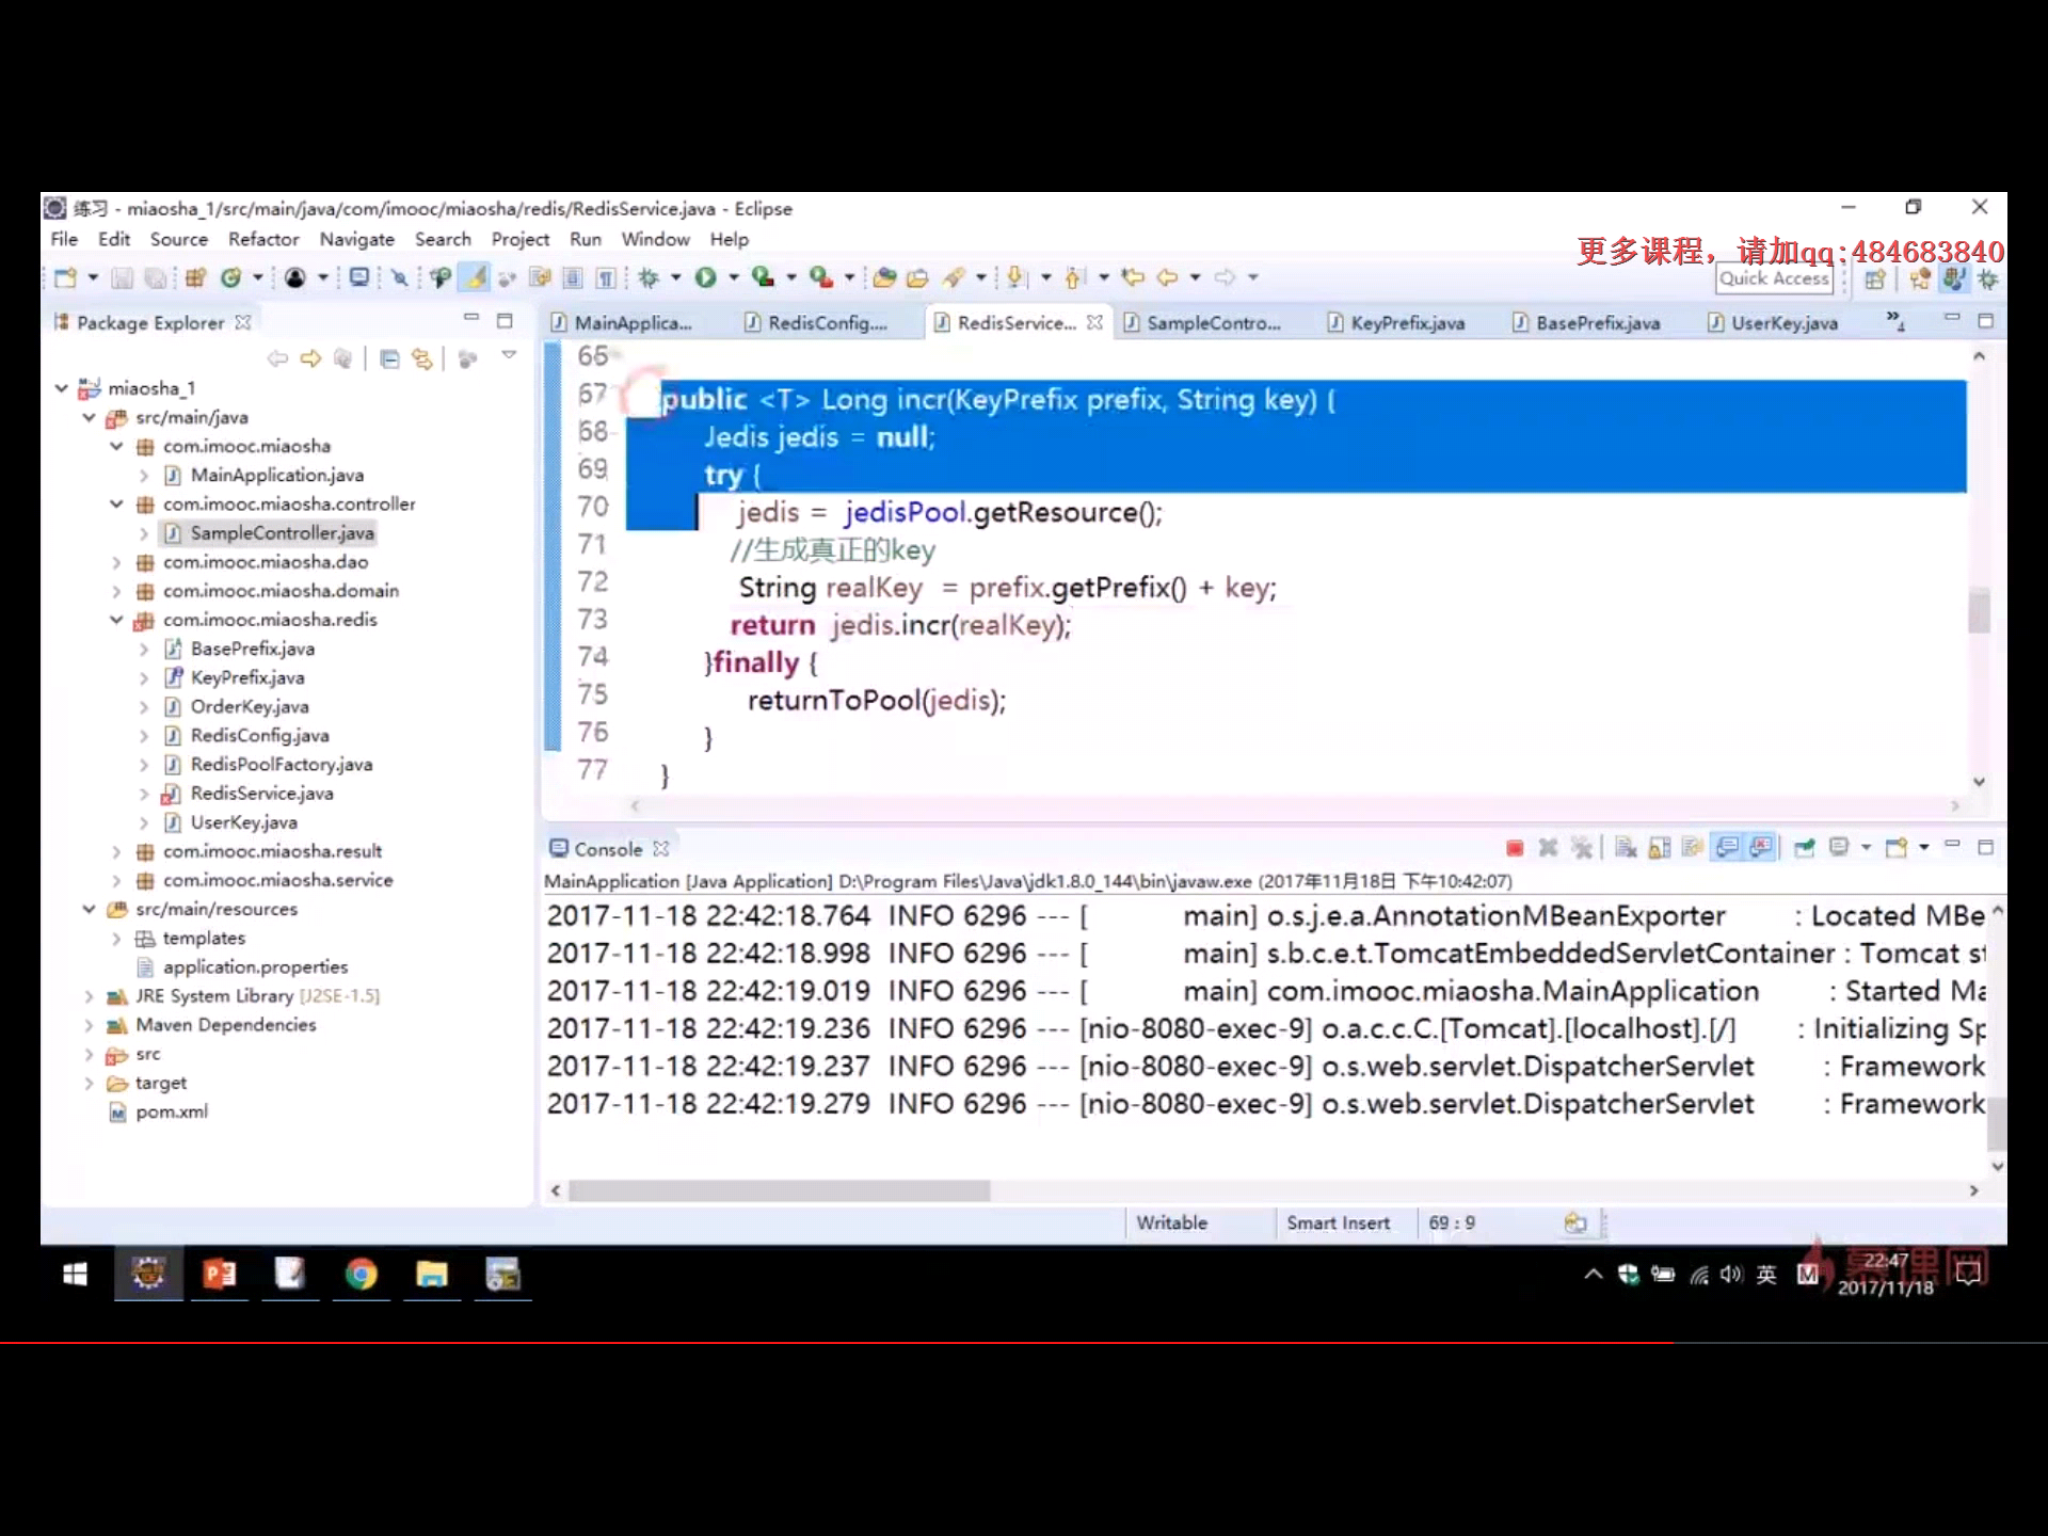 练习 - miaosha_1/src/main/java/com/imooc/miaosha/redis/RedisService.java - Eclipse
File Edit Source Refactor Navigate Search Project Run Window Help
更多课程，请加qq:484683840
Quick Access
Package Explorer
MainApplica... RedisConfig.... RedisService... SampleContro... KeyPrefix.java BasePrefix.java UserKey.java »4
miaosha_1
src/main/java
com.imooc.miaosha
MainApplication.java
com.imooc.miaosha.controller
SampleController.java
com.imooc.miaosha.dao
com.imooc.miaosha.domain
com.imooc.miaosha.redis
BasePrefix.java
KeyPrefix.java
OrderKey.java
RedisConfig.java
RedisPoolFactory.java
RedisService.java
UserKey.java
com.imooc.miaosha.result
com.imooc.miaosha.service
src/main/resources
templates
application.properties
JRE System Library [J2SE-1.5]
Maven Dependencies
src
target
pom.xml
66
67 public <T> Long incr(KeyPrefix prefix, String key) {
68 Jedis jedis = null;
69 try {
70 jedis = jedisPool.getResource();
71 //生成真正的key
72 String realKey = prefix.getPrefix() + key;
73 return jedis.incr(realKey);
74 }finally {
75 returnToPool(jedis);
76 }
77 }
Console
MainApplication [Java Application] D:\Program Files\Java\jdk1.8.0_144\bin\javaw.exe (2017年11月18日 下午10:42:07)
2017-11-18 22:42:18.764 INFO 6296 --- [ main] o.s.j.e.a.AnnotationMBeanExporter : Located MBe
2017-11-18 22:42:18.998 INFO 6296 --- [ main] s.b.c.e.t.TomcatEmbeddedServletContainer : Tomcat st
2017-11-18 22:42:19.019 INFO 6296 --- [ main] com.imooc.miaosha.MainApplication : Started Ma
2017-11-18 22:42:19.236 INFO 6296 --- [nio-8080-exec-9] o.a.c.c.C.[Tomcat].[localhost].[/] : Initializing Sp
2017-11-18 22:42:19.237 INFO 6296 --- [nio-8080-exec-9] o.s.web.servlet.DispatcherServlet : Framework
2017-11-18 22:42:19.279 INFO 6296 --- [nio-8080-exec-9] o.s.web.servlet.DispatcherServlet : Framework
Writable Smart Insert 69 : 9
英 M 22:47
2017/11/18
慕课网